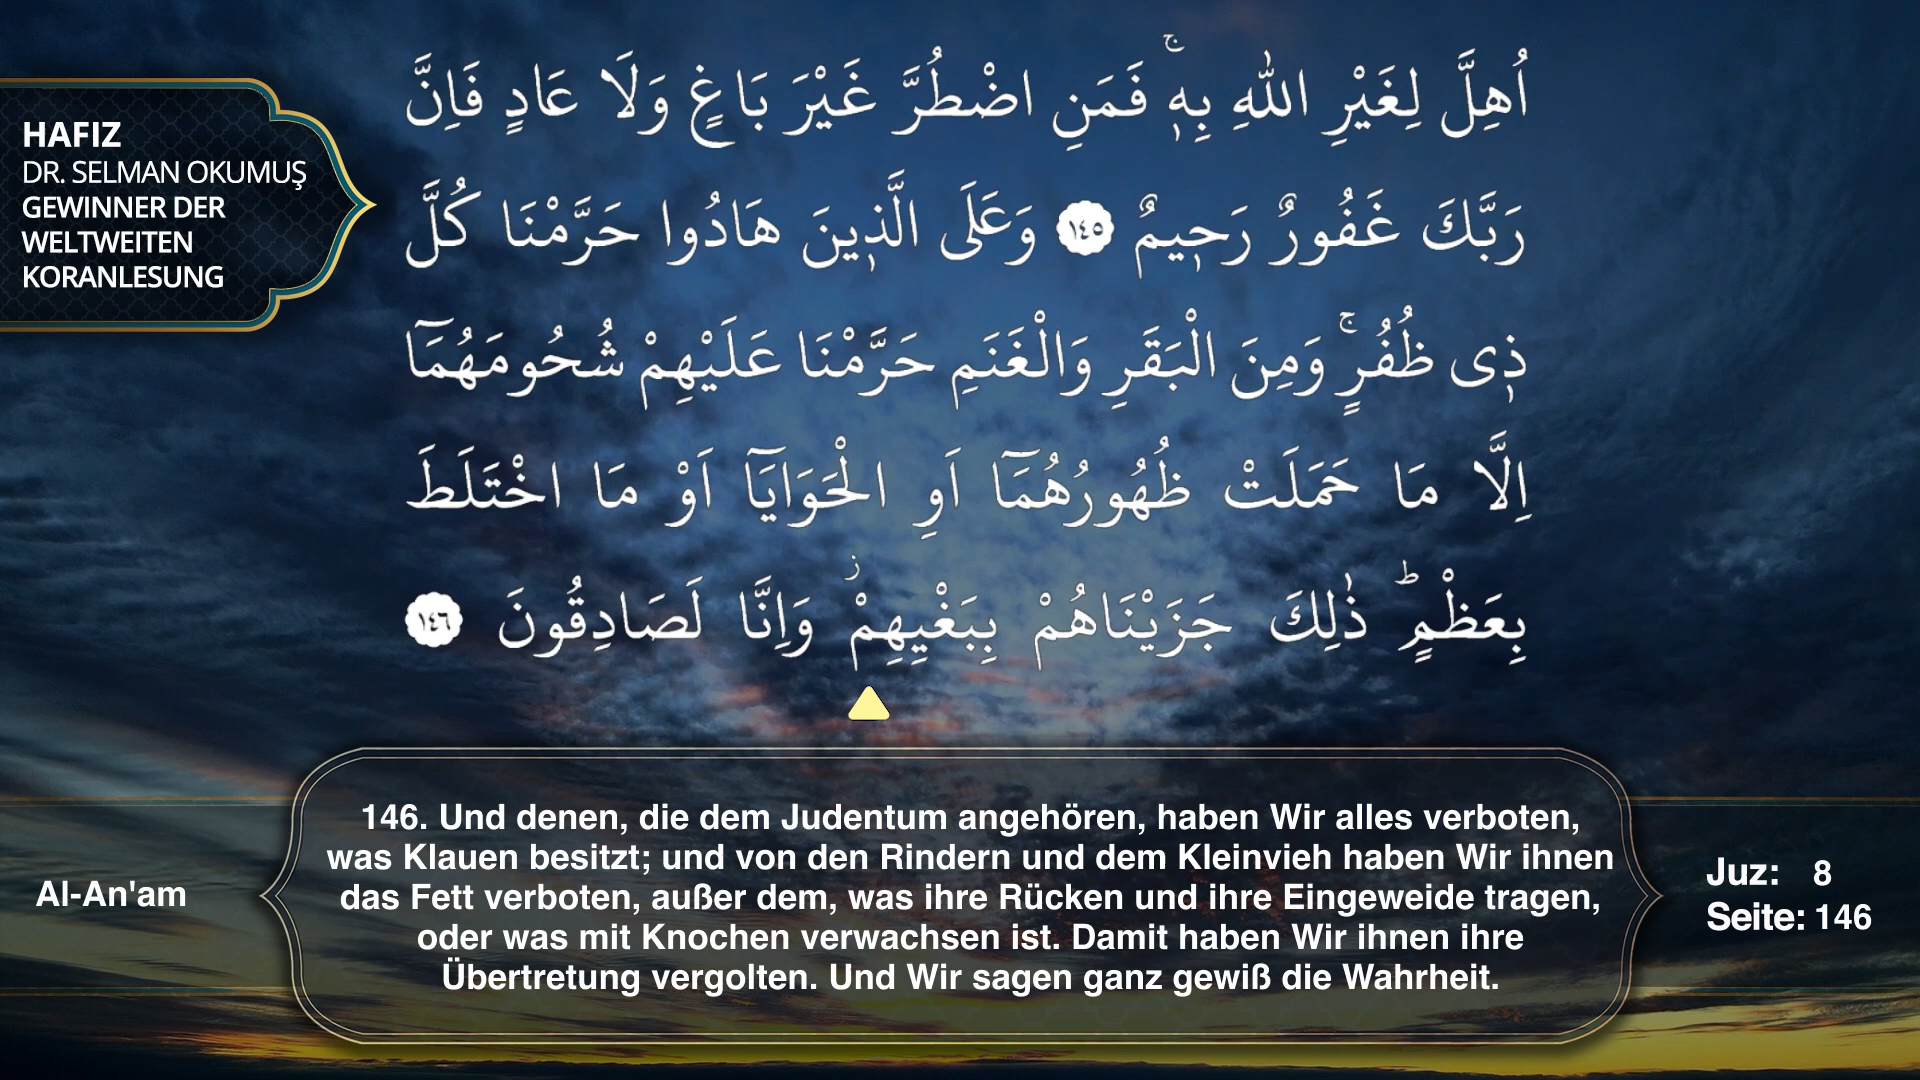 HAFIZ
DR. SELMAN OKUMUŞ
GEWINNER DER
WELTWEITEN
KORANLESUNG
اُهِلَّ لِغَيْرِ اللّٰهِ بِه۪ۚ فَمَنِ اضْطُرَّ غَيْرَ بَاغٍ وَلَا عَادٍ فَاِنَّ
رَبَّكَ غَفُورٌ رَح۪يمٌ ﴿١٤٥﴾ وَعَلَى الَّذ۪ينَ هَادُوا حَرَّمْنَا كُلَّ
ذ۪ى ظُفُرٍۚ وَمِنَ الْبَقَرِ وَالْغَنَمِ حَرَّمْنَا عَلَيْهِمْ شُحُومَهُمَٓا
اِلَّا مَا حَمَلَتْ ظُهُورُهُمَٓا اَوِ الْحَوَايَٓا اَوْ مَا اخْتَلَطَ
بِعَظْمٍۜ ذٰلِكَ جَزَيْنَاهُمْ بِبَغْيِهِمْۘ وَاِنَّا لَصَادِقُونَ ﴿١٤٦﴾
146. Und denen, die dem Judentum angehören, haben Wir alles verboten,
was Klauen besitzt; und von den Rindern und dem Kleinvieh haben Wir ihnen
das Fett verboten, außer dem, was ihre Rücken und ihre Eingeweide tragen,
oder was mit Knochen verwachsen ist. Damit haben Wir ihnen ihre
Übertretung vergolten. Und Wir sagen ganz gewiß die Wahrheit.
Al-An'am
Juz: 8
Seite: 146